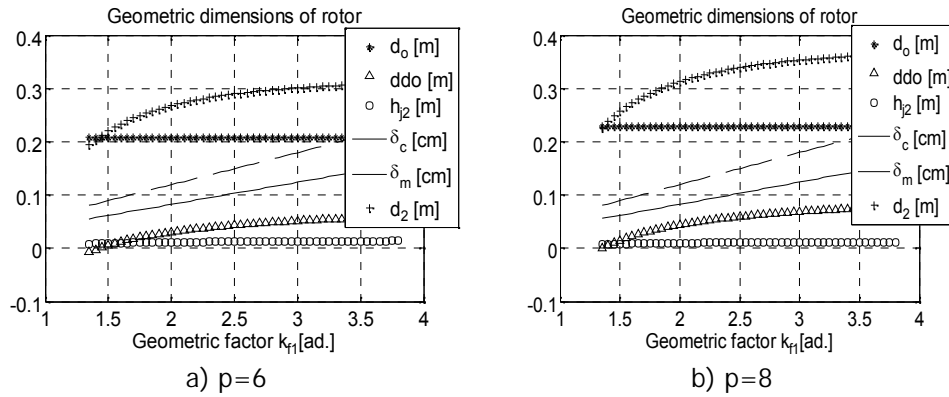 Geometric dimensions of rotor
0.4
0.3
0.2
0.1
0
-0.1
1
1.5
2
2.5
3
3.5
4
d_o [m]
ddo [m]
h_j2 [m]
δ_c [cm]
δ_m [cm]
d_2 [m]
Geometric factor k_f1[ad.]
a) p=6
Geometric dimensions of rotor
0.4
0.3
0.2
0.1
0
-0.1
1
1.5
2
2.5
3
3.5
4
d_o [m]
ddo [m]
h_j2 [m]
δ_c [cm]
δ_m [cm]
d_2 [m]
Geometric factor k_f1[ad.]
b) p=8